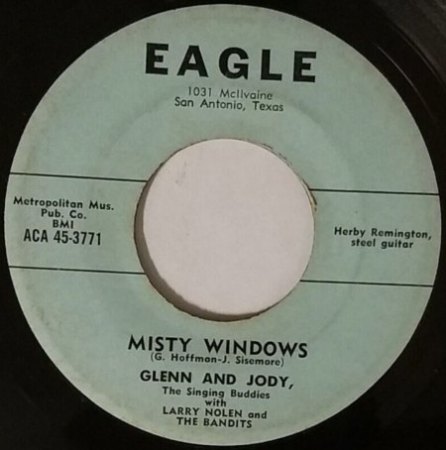 EAGLE
1031 McIlvaine
San Antonio, Texas
Metropolitan Mus.
Pub. Co.
BMI
ACA 45-3771
Herby Remington,
steel guitar
MISTY WINDOWS
(G. Hoffman-J. Sisemore)
GLENN AND JODY,
The Singing Buddies
with
LARRY NOLEN and
THE BANDITS